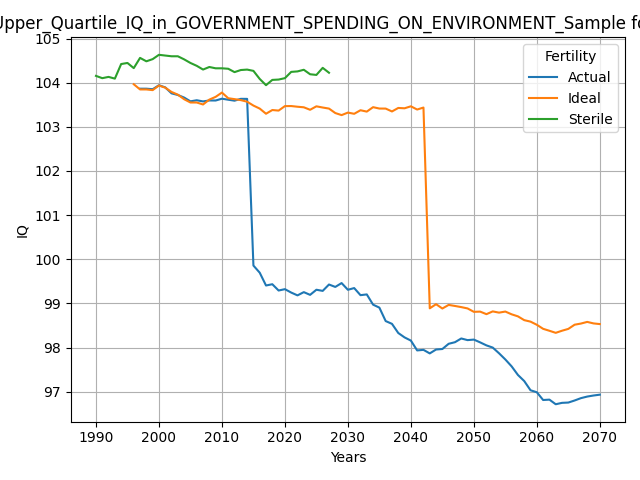 Upper_Quartile_IQ_in_GOVERNMENT_SPENDING_ON_ENVIRONMENT_Sample fo
105
104
103
102
101
100
99
98
97
IQ
Fertility
Actual
Ideal
Sterile
1990 2000 2010 2020 2030 2040 2050 2060 2070
Years